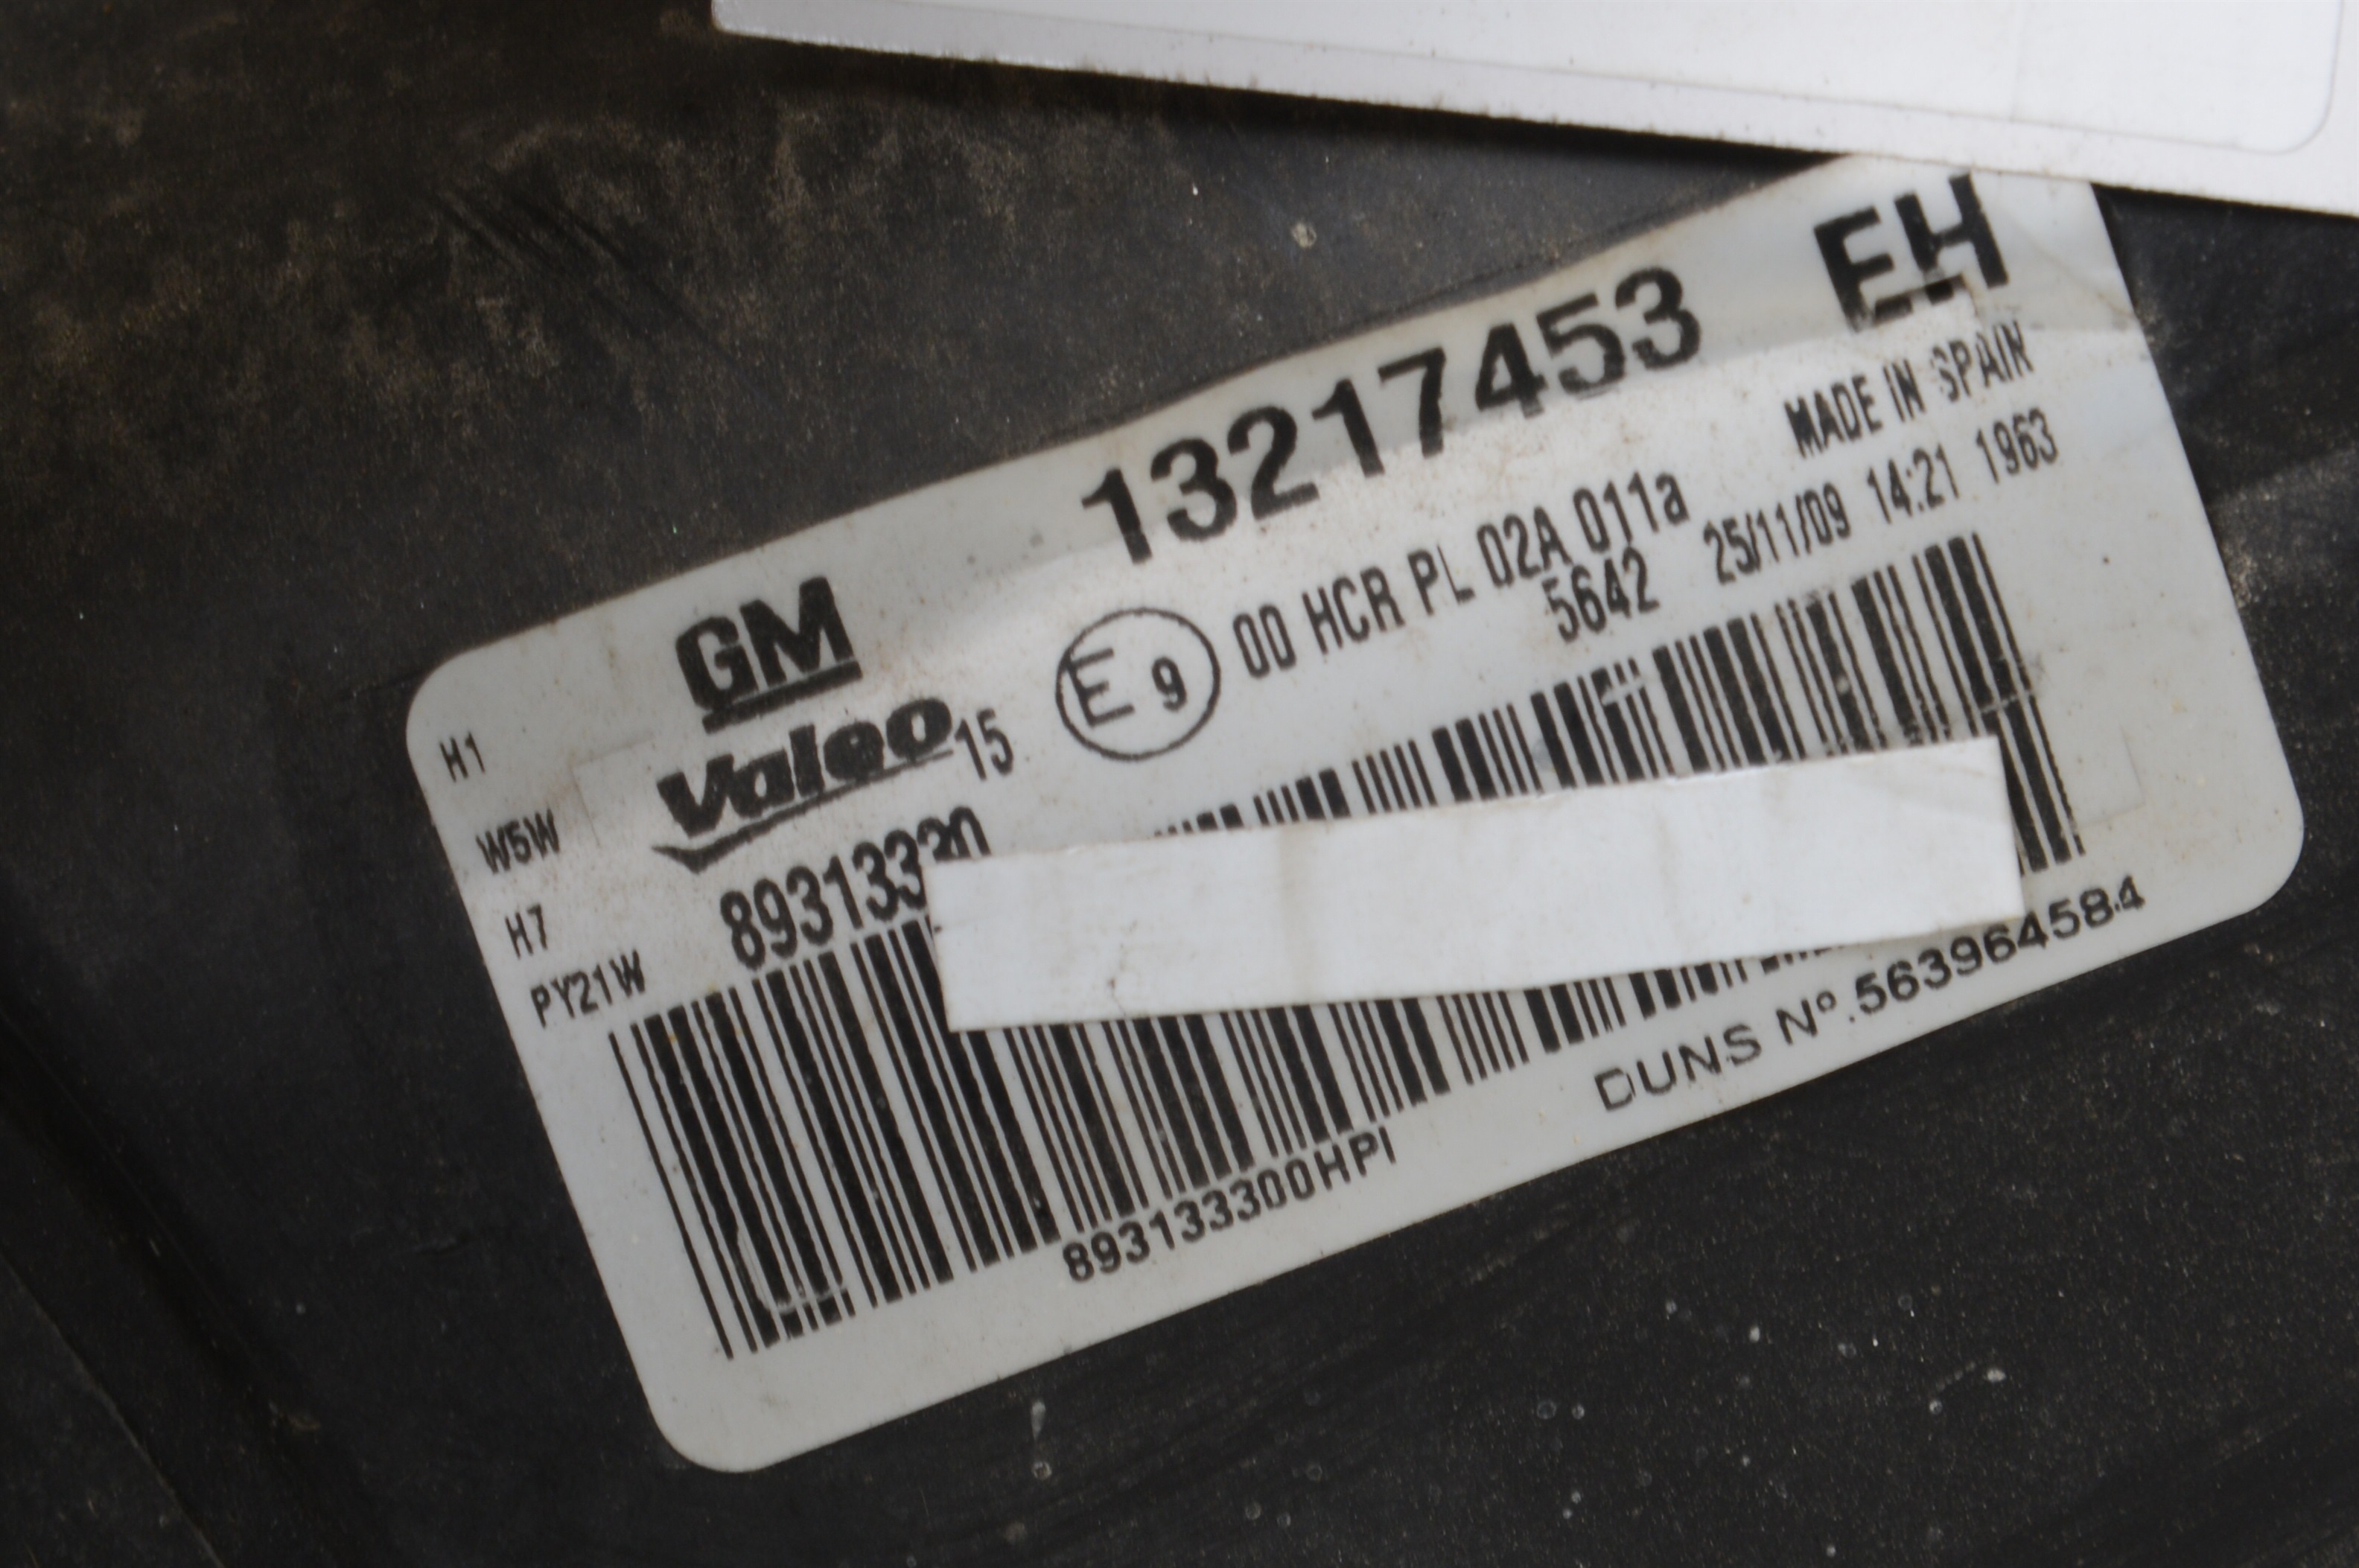 GM 13217453 EH
MADE IN SPAIN
H1
Valeo 15 E 9 00 HCR PL 02A 011a
5642 25/11/09 14:21 1963
W5W
H7
PY21W
893133300HPI
DUNS Nº.563964584